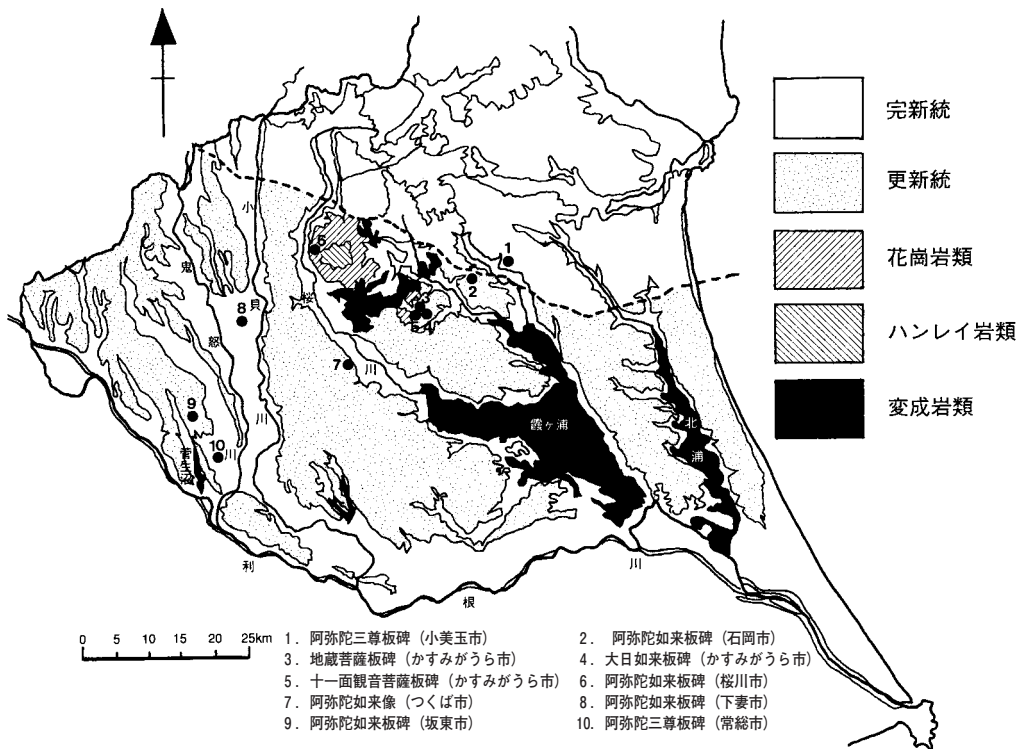 完新統
更新統
花崗岩類
ハンレイ岩類
変成岩類
小
貝
川
鬼
怒
川
桜
川
霞ヶ浦
北
浦
菅生沼
利
根
川
1
2
4
5
6
7
8
9
10
0 5 10 15 20 25km
1. 阿弥陀三尊板碑（小美玉市）
2. 阿弥陀如来板碑（石岡市）
3. 地蔵菩薩板碑（かすみがうら市）
4. 大日如来板碑（かすみがうら市）
5. 十一面観音菩薩板碑（かすみがうら市）
6. 阿弥陀如来板碑（桜川市）
7. 阿弥陀如来像（つくば市）
8. 阿弥陀如来板碑（下妻市）
9. 阿弥陀如来板碑（坂東市）
10. 阿弥陀三尊板碑（常総市）